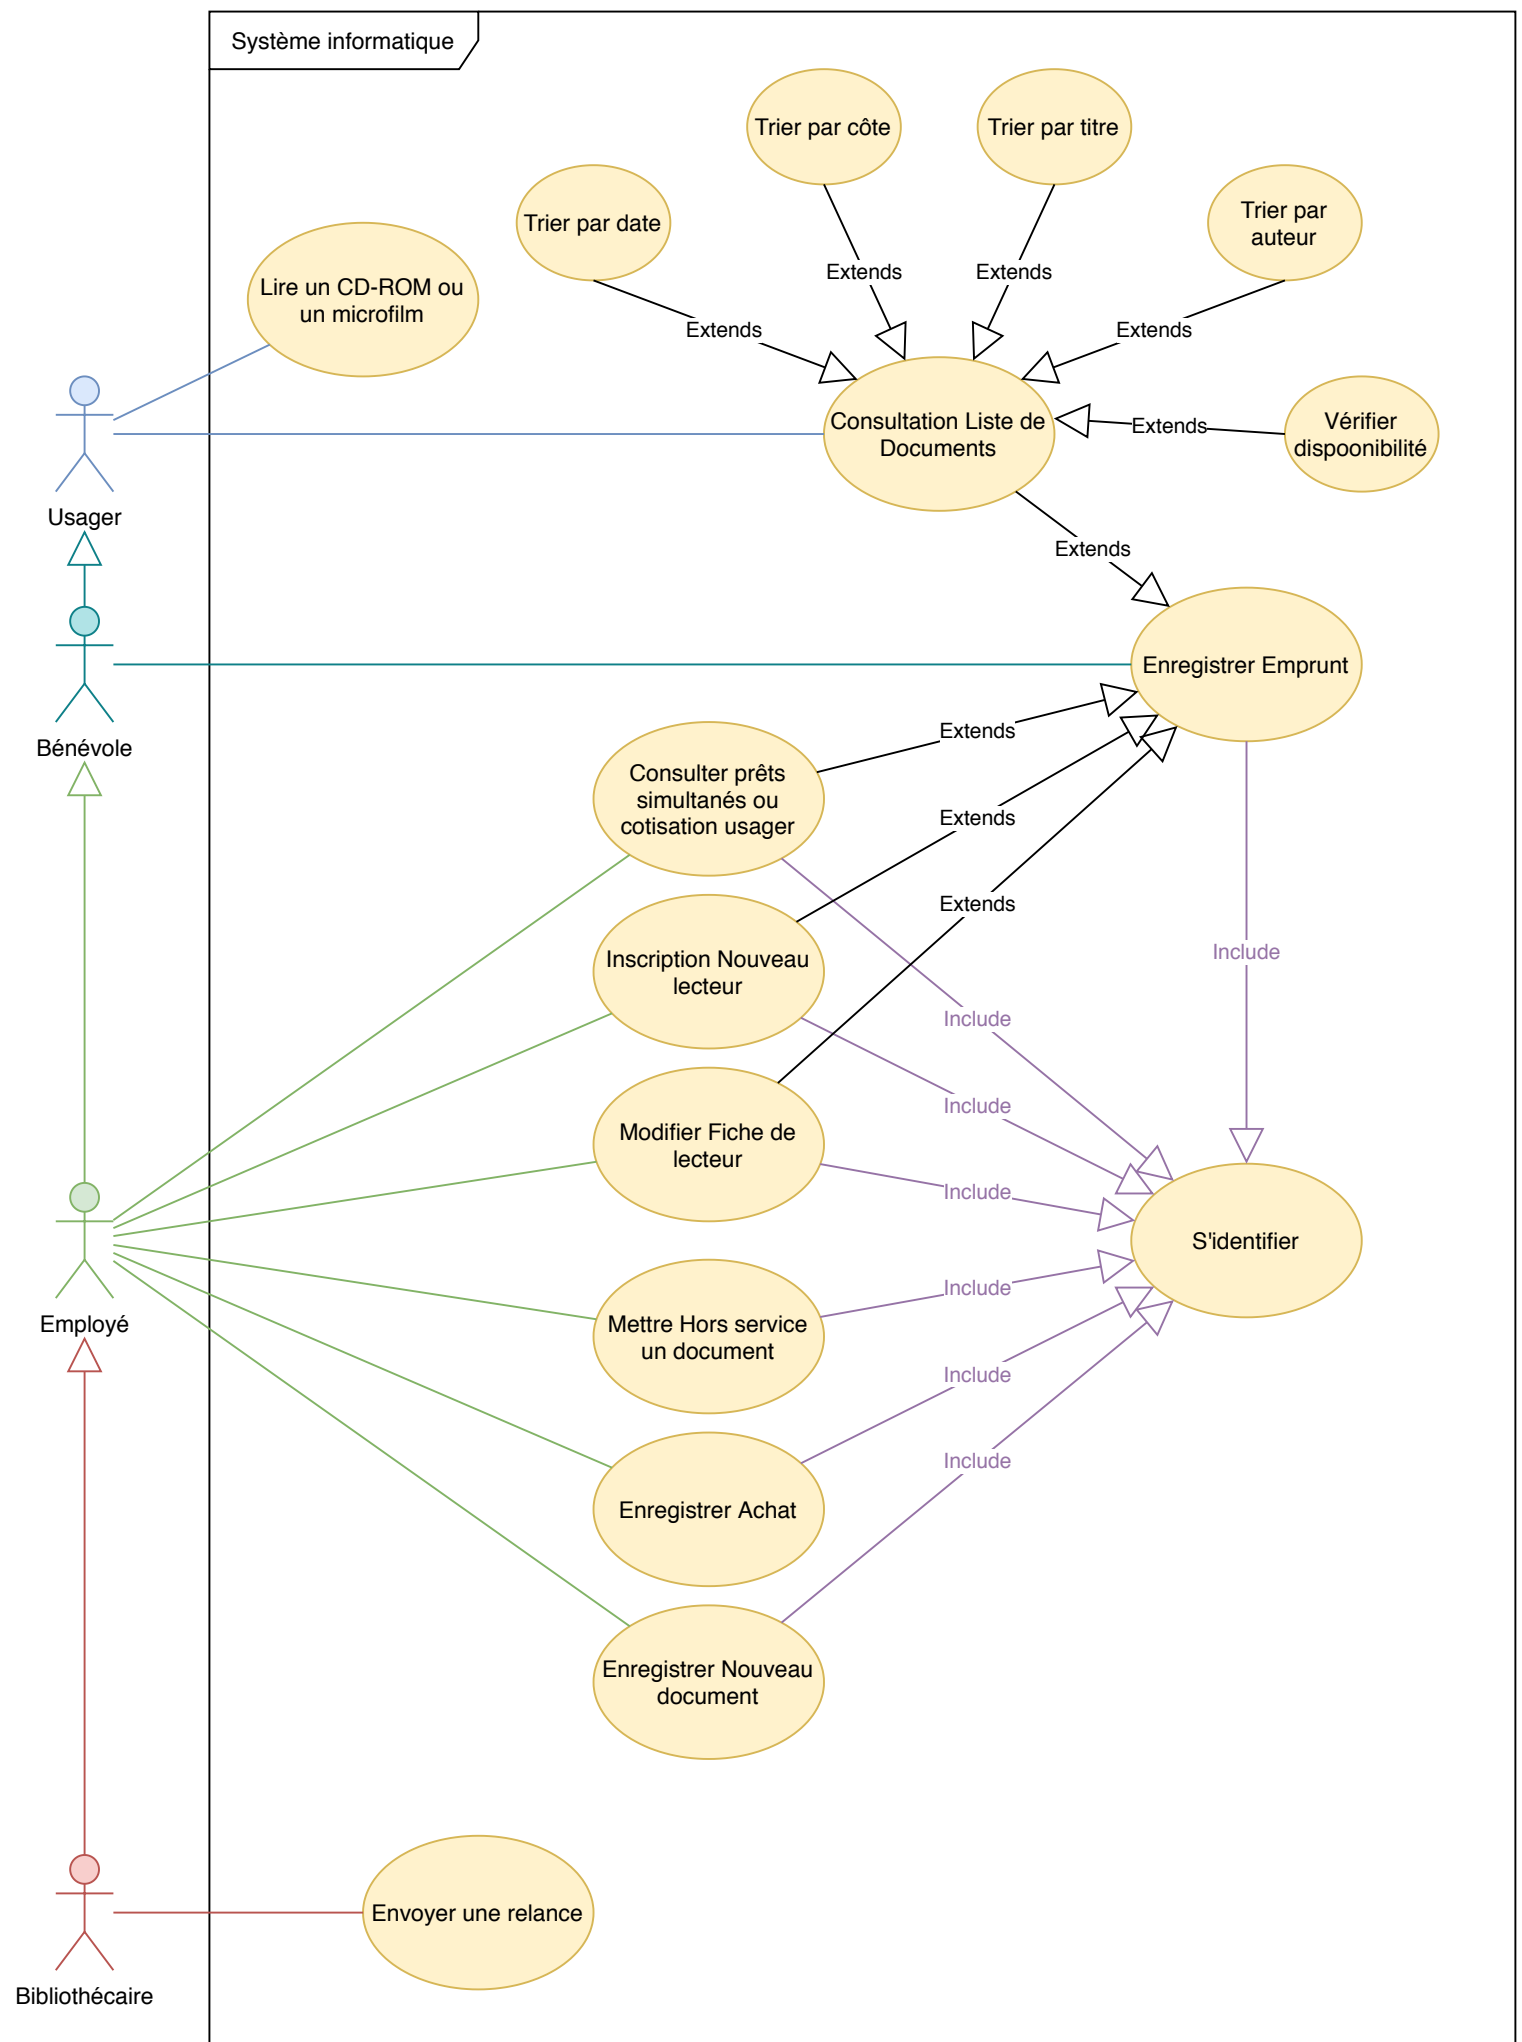 Système informatique
Trier par côte
Trier par titre
Trier par date
Trier par
auteur
Lire un CD-ROM ou
un microfilm
Extends
Extends
Extends
Extends
Consultation Liste de
Documents
Extends
Vérifier
dispoonibilité
Usager
Extends
Enregistrer Emprunt
Bénévole
Extends
Consulter prêts
simultanés ou
cotisation usager
Extends
Extends
Include
Inscription Nouveau
lecteur
Include
Include
Modifier Fiche de
lecteur
Include
S'identifier
Include
Employé
Mettre Hors service
un document
Include
Include
Enregistrer Achat
Enregistrer Nouveau
document
Envoyer une relance
Bibliothécaire